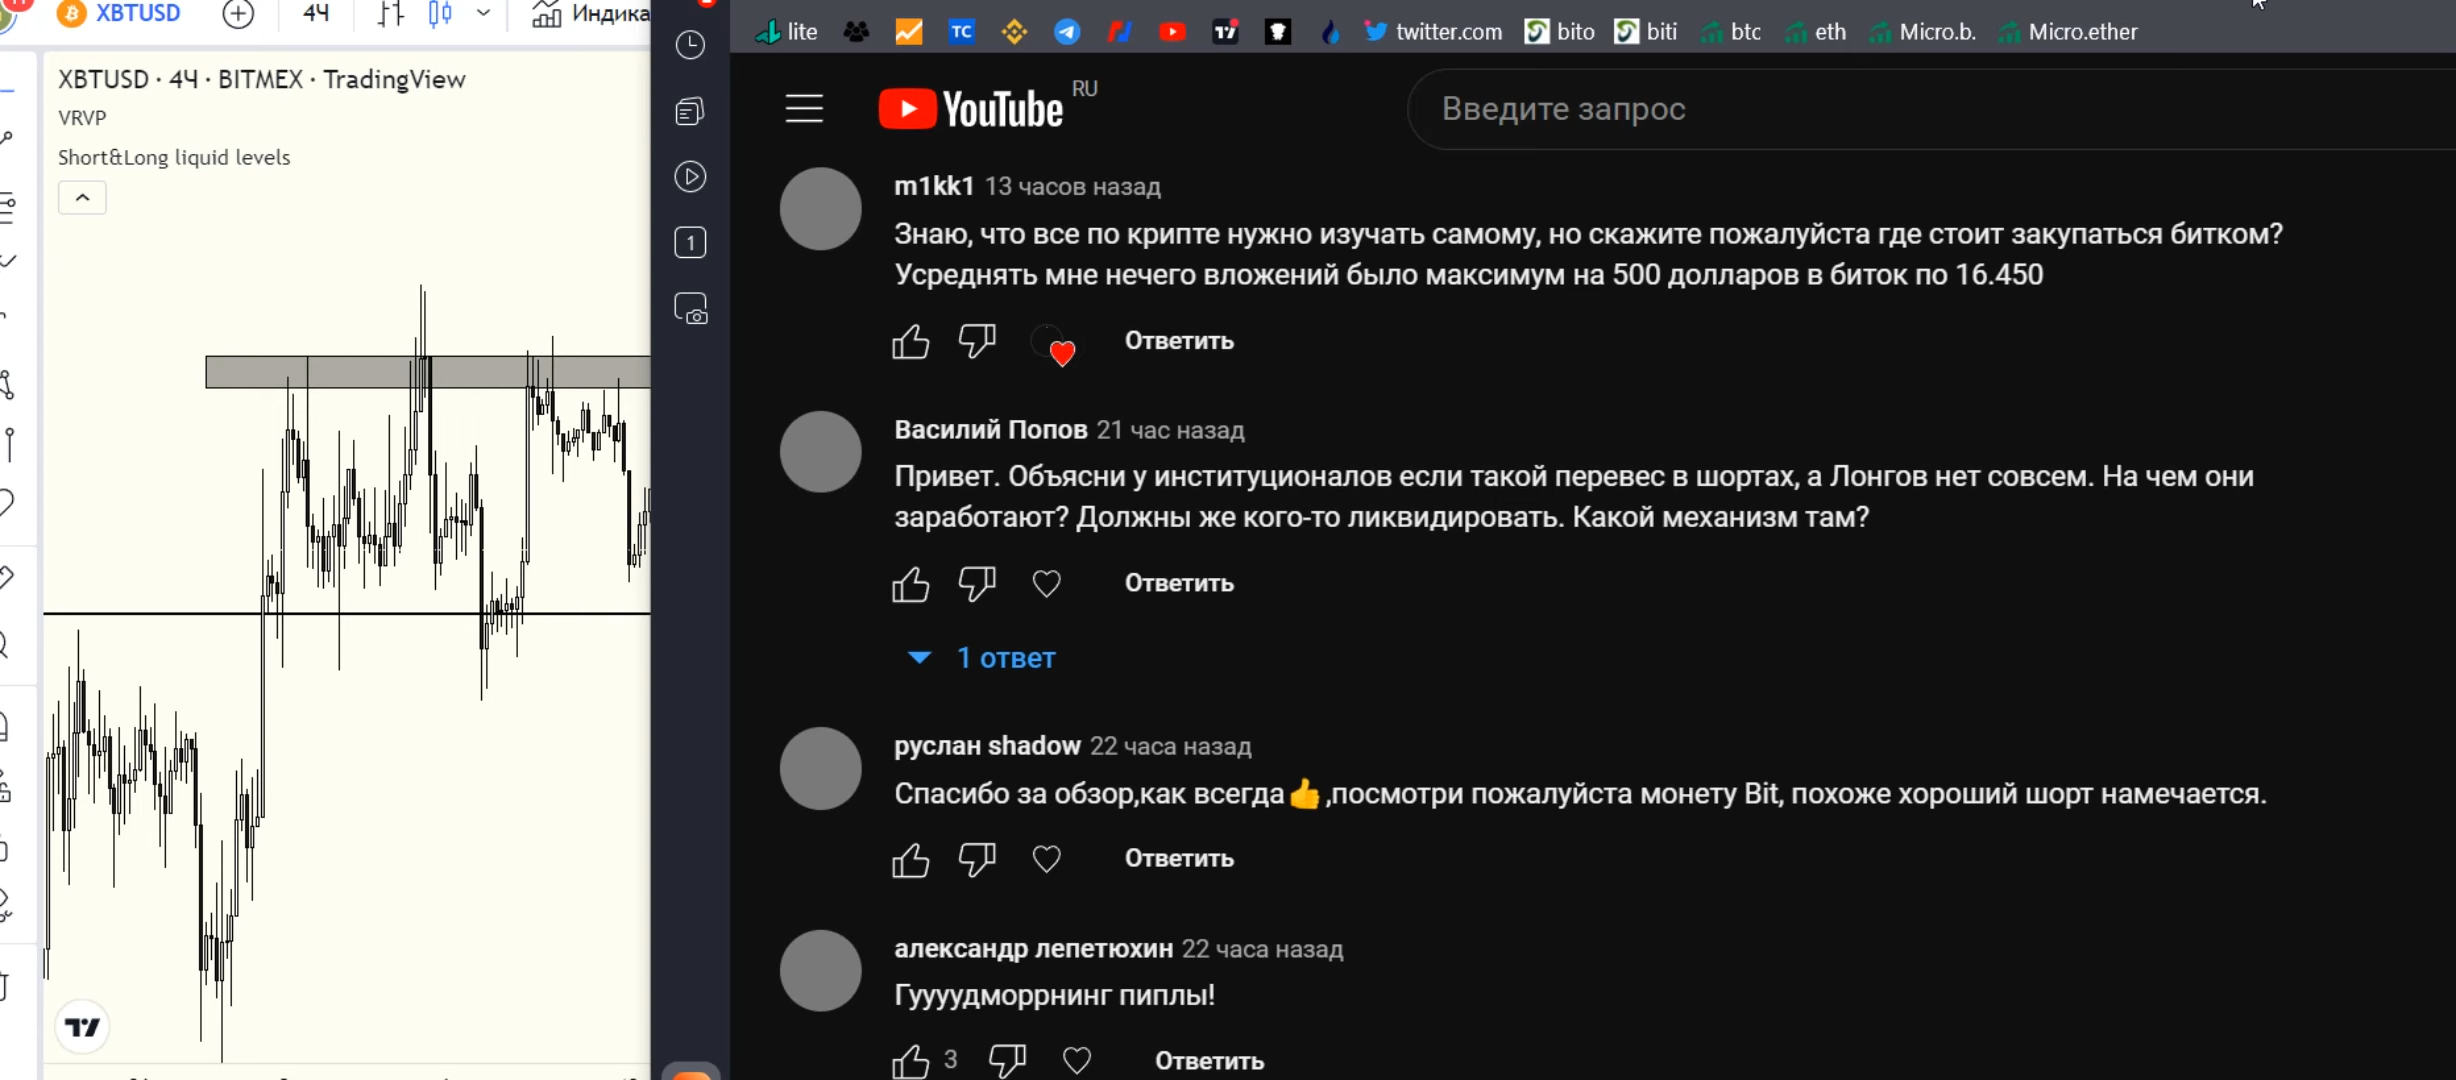 XBTUSD
4Ч
Индика
XBTUSD · 4Ч · BITMEX · TradingView
VRVP
Short&Long liquid levels
1
lite
TC
twitter.com
bito
biti
btc
eth
Micro.b.
Micro.ether
YouTube RU
Введите запрос
m1kk1 13 часов назад
Знаю, что все по крипте нужно изучать самому, но скажите пожалуйста где стоит закупаться битком?
Усреднять мне нечего вложений было максимум на 500 долларов в биток по 16.450
Ответить
Василий Попов 21 час назад
Привет. Объясни у институционалов если такой перевес в шортах, а Лонгов нет совсем. На чем они
заработают? Должны же кого-то ликвидировать. Какой механизм там?
Ответить
1 ответ
руслан shadow 22 часа назад
Спасибо за обзор,как всегда👍,посмотри пожалуйста монету Bit, похоже хороший шорт намечается.
Ответить
александр лепетюхин 22 часа назад
Гуууудморрнинг пиплы!
3
Ответить